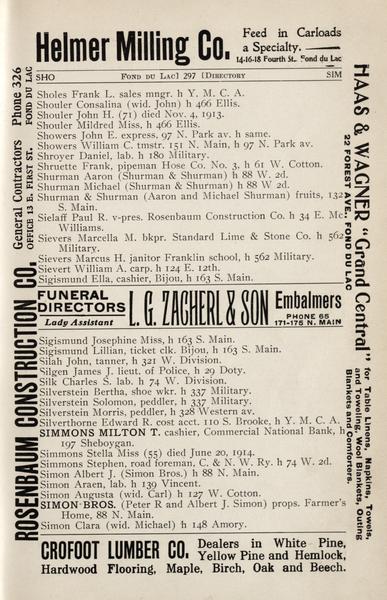 Helmer Milling Co.
Feed in Carloads
a Specialty.
14-16-18 Fourth St. Fond du Lac
SHO FOND DU LAC] 297 [DIRECTORY SIM
Sholes Frank L. sales mngr. h Y. M. C. A.
Shouler Consalina (wid. John) h 466 Ellis.
Shouler John H. (71) died Nov. 4, 1913.
Shouler Mildred Miss, h 466 Ellis.
Showers John E. express, 97 N. Park av. h same.
Showers William C. tmstr. 151 N. Main, h 97 N. Park av.
Shroyer Daniel, lab. h 180 Military.
Shruette Frank, pipeman Hose Co. No. 3, h 61 W. Cotton.
Shurman Aaron (Shurman & Shurman) h 88 W. 2d.
Shurman Michael (Shurman & Shurman) h 88 W 2d.
Shurman & Shurman (Aaron and Michael Shurman) fruits, 132
S. Main.
Sielaff Paul R. v-pres. Rosenbaum Construction Co. h 34 E. Mc-
Williams.
Sievers Marcella M. bkpr. Standard Lime & Stone Co. h 562
Military.
Sievers Marcus H. janitor Franklin school, h 562 Military.
Sievert William A. carp. h 124 E. 12th.
Sigismund Ella, cashier, Bijou, h 163 S. Main.
FUNERAL
DIRECTORS
Lady Assistant
L. G. ZACHERL & SON
Embalmers
PHONE 65
171-175 N. MAIN
Sigismund Josephine Miss, h 163 S. Main.
Sigismund Lillian, ticket clk. Bijou, h 163 S. Main.
Silah John, tanner, h 321 W. Division.
Silgen James J. lieut. of Police, h 29 Doty.
Silk Charles S. lab. h 74 W. Division.
Silverstein Bertha, shoe wkr. h 337 Military.
Silverstein Solomon, peddler, h 337 Military.
Silverstein Morris, peddler, h 328 Western av.
Silverthorne Edward R. cost acct. 110 S. Brooke, h Y. M. C. A.
SIMMONS MILTON T. cashier, Commercial National Bank, h
197 Sheboygan.
Simmons Stella Miss (55) died June 20, 1914.
Simmons Stephen, road foreman, C. & N. W. Ry. h 74 W. 2d.
Simon Albert J. (Simon Bros.) h 88 N. Main.
Simon Araen, lab. h 139 Vincent.
Simon Augusta (wid. Carl) h 127 W. Cotton.
SIMON BROS. (Peter R and Albert J. Simon) props. Farmer's
Home, 88 N. Main.
Simon Clara (wid. Michael) h 148 Amory.
CROFOOT LUMBER CO. Dealers in White Pine,
Yellow Pine and Hemlock,
Hardwood Flooring, Maple, Birch, Oak and Beech.
ROSENBAUM CONSTRUCTION CO.
General Contractors Phone 326
OFFICE 13 E. FIRST ST. FOND DU LAC
HAAS & WAGNER "Grand Central"
22 FOREST AVE., FOND DU LAC
for Table Linens, Napkins, Towels,
and Toweling, Wool Blankets, Outing
Blankets and Comforters.